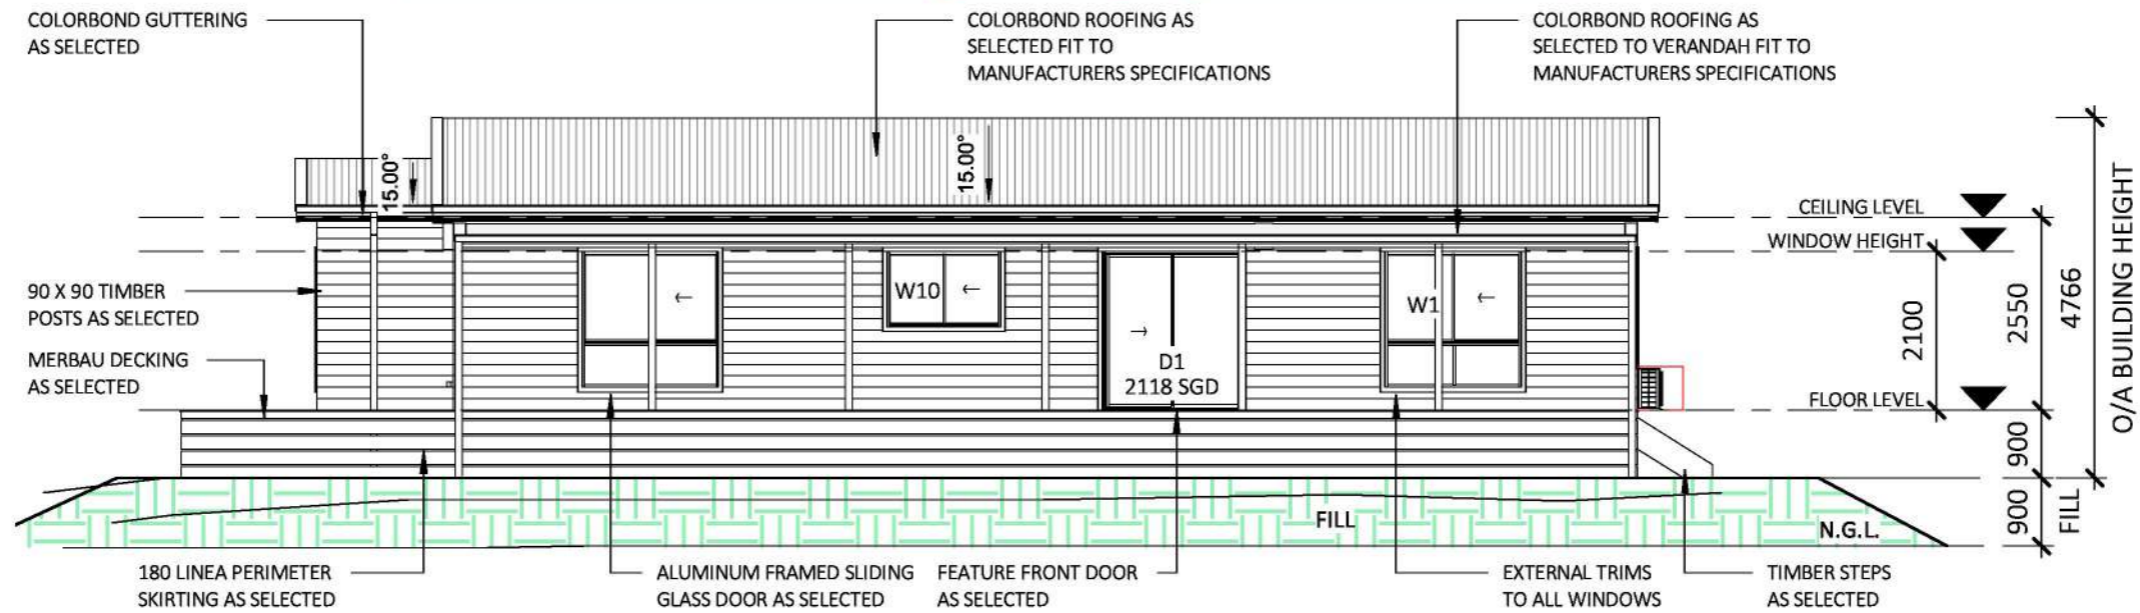 COLORBOND GUTTERING
AS SELECTED
COLORBOND ROOFING AS
SELECTED FIT TO
MANUFACTURERS SPECIFICATIONS
COLORBOND ROOFING AS
SELECTED TO VERANDAH FIT TO
MANUFACTURERS SPECIFICATIONS
15.00°
15.00°
CEILING LEVEL
WINDOW HEIGHT
90 X 90 TIMBER
POSTS AS SELECTED
MERBAU DECKING
AS SELECTED
W10
W1
D1
2118 SGD
FLOOR LEVEL
2100
2550
4766
O/A BUILDING HEIGHT
900
900
FILL
FILL
N.G.L.
180 LINEA PERIMETER
SKIRTING AS SELECTED
ALUMINUM FRAMED SLIDING
GLASS DOOR AS SELECTED
FEATURE FRONT DOOR
AS SELECTED
EXTERNAL TRIMS
TO ALL WINDOWS
TIMBER STEPS
AS SELECTED